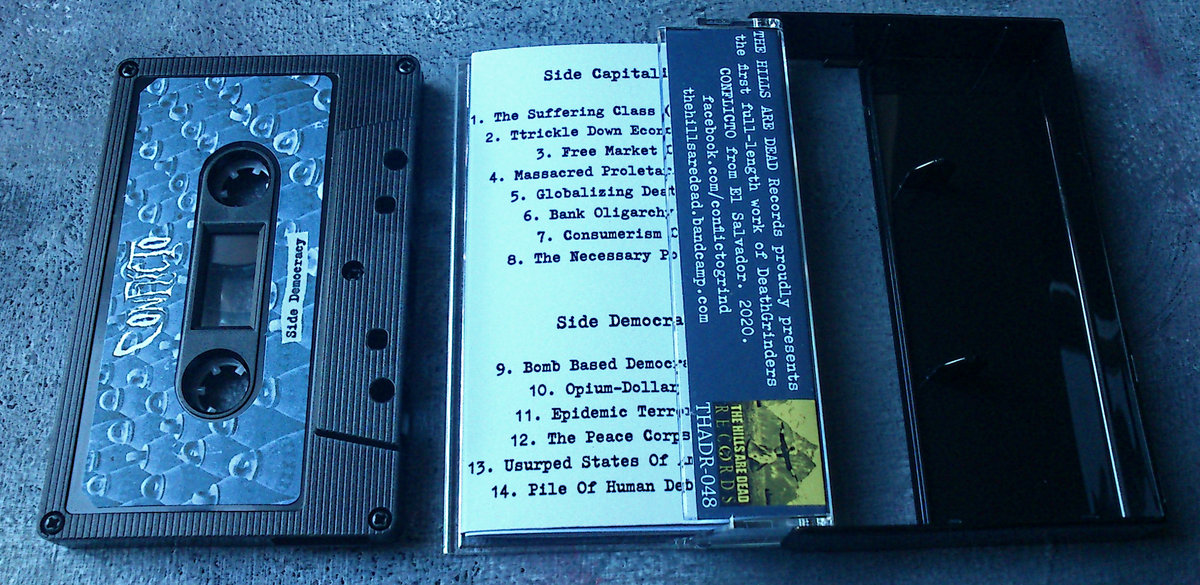 CONFLICTO
Side Democracy
Side Capitali
1. The Suffering Class (
2. Ttrickle Down Econ
3. Free Market
4. Massacred Proleta
5. Globalizing Deat
6. Bank Oligarchy
7. Consumerism
8. The Necessary Po
Side Democra
9. Bomb Based Democra
10. Opium-Dollar
11. Epidemic Terro
12. The Peace Corps
13. Usurped States Of
14. Pile Of Human Deb
THE HILLS ARE DEAD Records proudly presents
the first full-length work of DeathGrinders
CONFLICTO from El Salvador. 2020.
facebook.com/conflictogrind
thehillsaredead.bandcamp.com
THE HILLS ARE DEAD
RECORDS
THADR-048